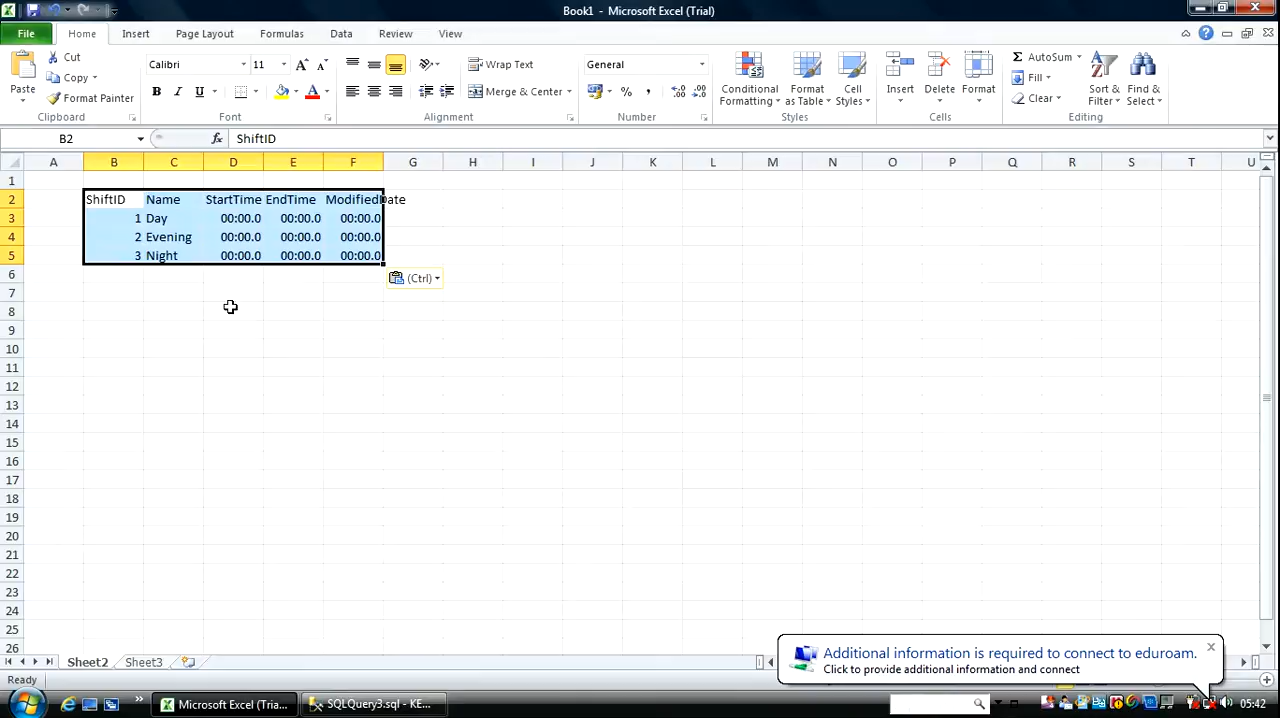 Book1 - Microsoft Excel (Trial)
File Home Insert Page Layout Formulas Data Review View
Cut
Copy
Format Painter
Paste
Clipboard
Calibri 11
B I U A A A
Font
Wrap Text
Merge & Center
Alignment
General
% ,
Number
Conditional Formatting
Format as Table
Cell Styles
Styles
Insert Delete Format
Cells
AutoSum
Fill
Clear
Sort & Filter
Find & Select
Editing
B2 fx ShiftID
A B C D E F G H I J K L M N O P Q R S T U
1
2 ShiftID Name StartTime EndTime ModifiedDate
3 1 Day 00:00.0 00:00.0 00:00.0
4 2 Evening 00:00.0 00:00.0 00:00.0
5 3 Night 00:00.0 00:00.0 00:00.0
6 (Ctrl)
7
8
9
10
11
12
13
14
15
16
17
18
19
20
21
22
23
24
25
26
Additional information is required to connect to eduroam.
Click to provide additional information and connect
Sheet2 Sheet3
Ready
Microsoft Excel (Tria... SQLQuery3.sql - KE... 05:42